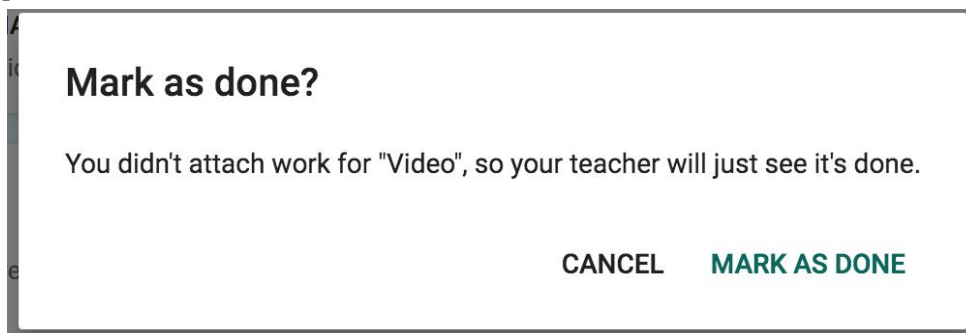 Mark as done?
You didn't attach work for "Video", so your teacher will just see it's done.
CANCEL MARK AS DONE